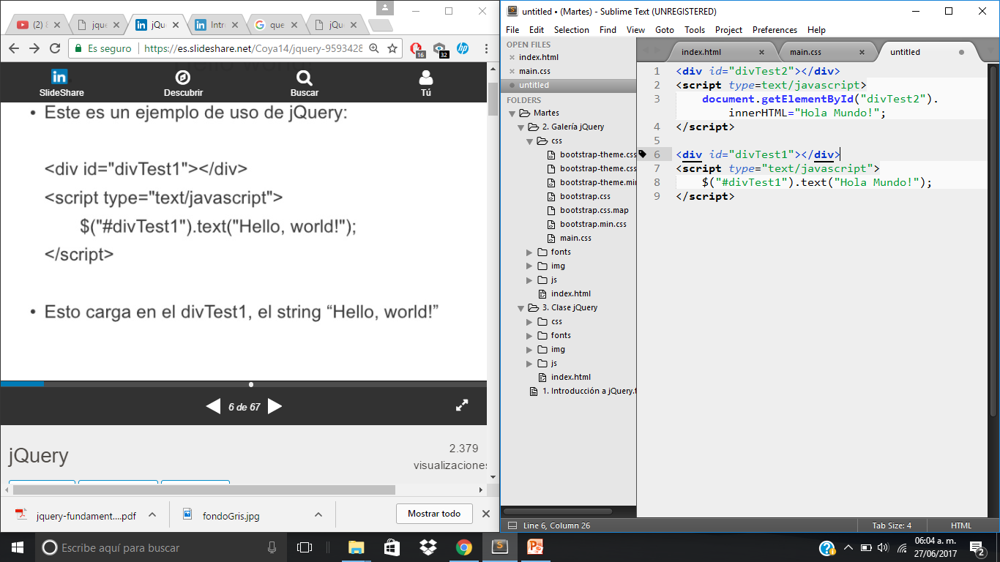 (2) 
jque
jQu
Intr
que
jQu
Es seguro
https://es.slideshare.net/Coya14/jquery-9593428
16
32
SlideShare
Descubrir
Buscar
Tú
• Este es un ejemplo de uso de jQuery:
<div id="divTest1"></div>
<script type="text/javascript">
$("#divTest1").text("Hello, world!");
</script>
• Esto carga en el divTest1, el string “Hello, world!”
6 de 67
jQuery
2.379
visualizaciones
jquery-fundament....pdf
fondoGris.jpg
Mostrar todo
untitled • (Martes) - Sublime Text (UNREGISTERED)
File Edit Selection Find View Goto Tools Project Preferences Help
OPEN FILES
index.html
main.css
untitled
FOLDERS
Martes
2. Galería jQuery
css
bootstrap-theme.css
bootstrap-theme.css
bootstrap-theme.min
bootstrap.css
bootstrap.css.map
bootstrap.min.css
main.css
fonts
img
js
index.html
3. Clase jQuery
css
fonts
img
js
index.html
1. Introducción a jQuery.
index.html
main.css
untitled
1 <div id="divTest2"></div>
2 <script type=text/javascript>
3 document.getElementById("divTest2").
innerHTML="Hola Mundo!";
4 </script>
5
6 <div id="divTest1"></div>
7 <script type="text/javascript">
8 $("#divTest1").text("Hola Mundo!");
9 </script>
Line 6, Column 26
Tab Size: 4
HTML
Escribe aquí para buscar
06:04 a. m.
27/06/2017
2